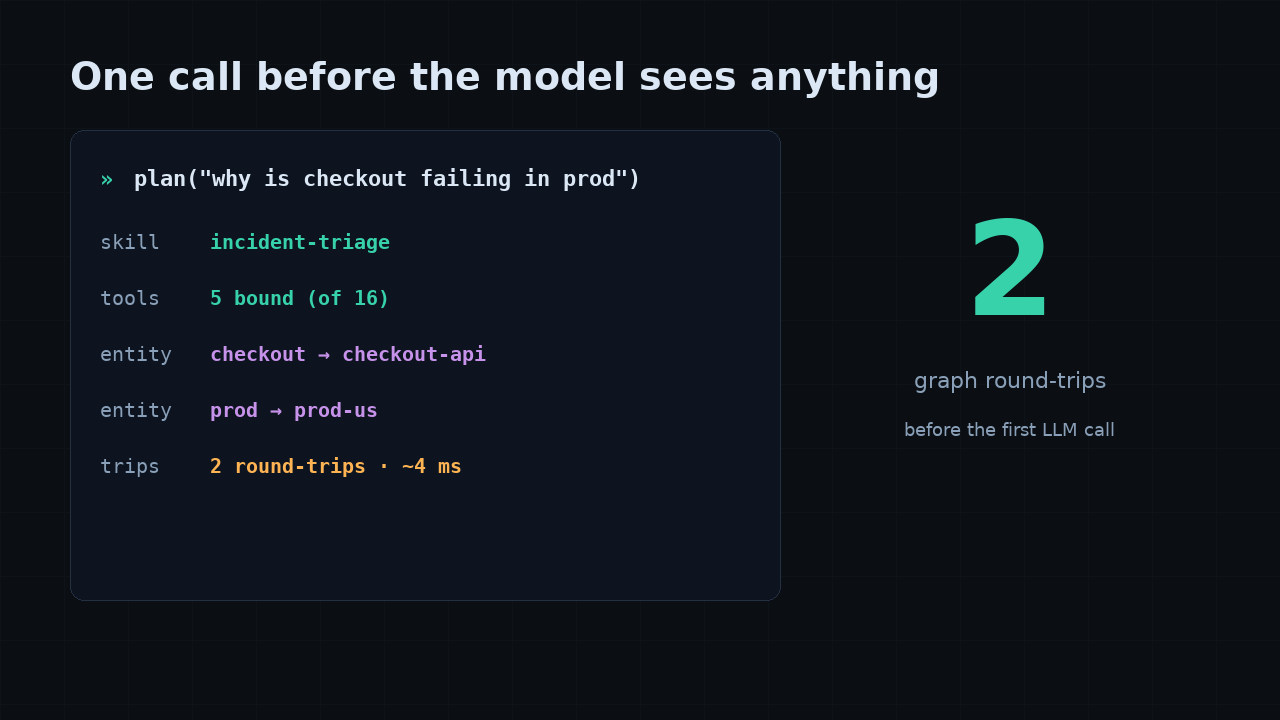 One call before the model sees anything
» plan("why is checkout failing in prod")
skill incident-triage
tools 5 bound (of 16)
entity checkout → checkout-api
entity prod → prod-us
trips 2 round-trips · ~4 ms
2
graph round-trips
before the first LLM call